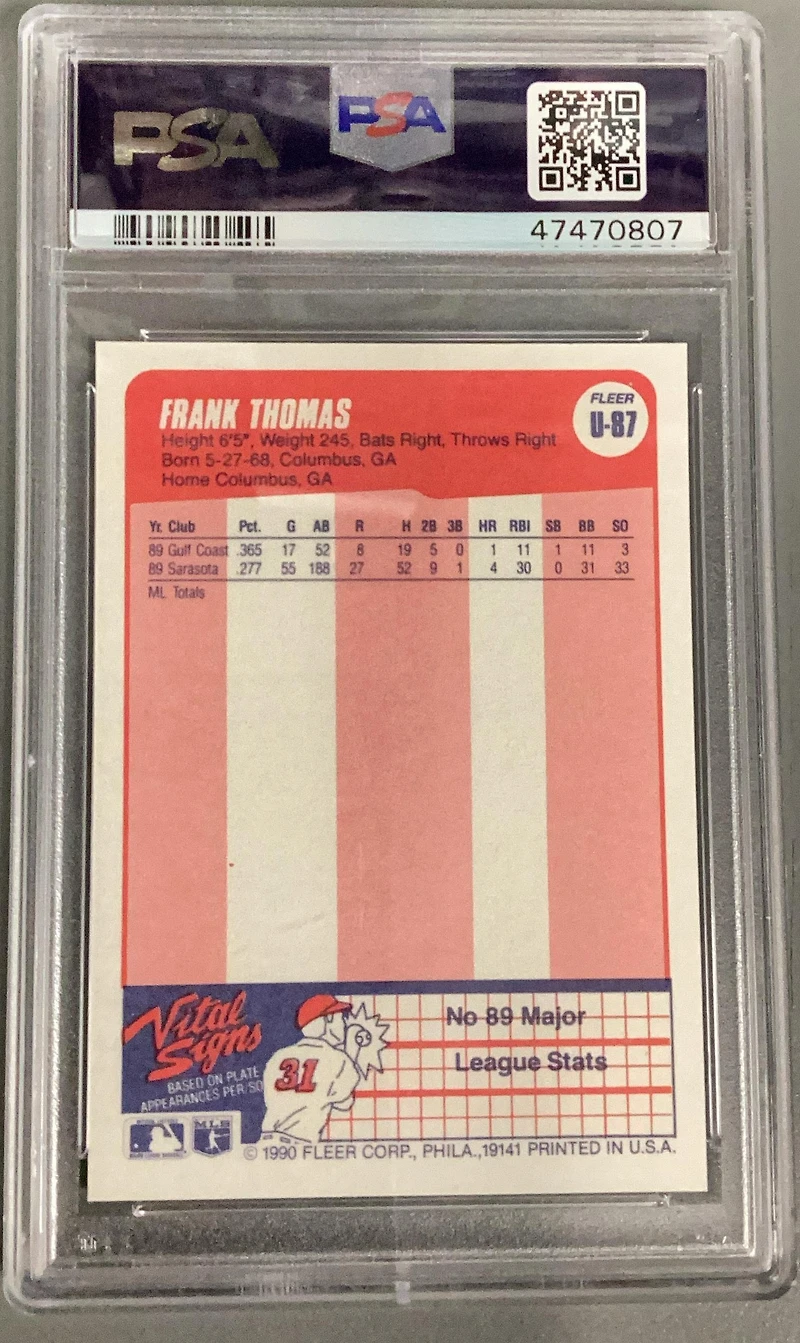 PSA
PSA
47470807
FRANK THOMAS
FLEER
U-87
Height 6'5", Weight 245, Bats Right, Throws Right
Born 5-27-68, Columbus, GA
Home Columbus, GA
Yr. Club Pct. G AB R H 2B 3B HR RBI SB BB SO
89 Gulf Coast .365 17 52 8 19 5 0 1 11 1 11 3
89 Sarasota .277 55 188 27 52 9 1 4 30 0 31 33
ML Totals
Vital
Signs
BASED ON PLATE
APPEARANCES PER/SO
31
No 89 Major
League Stats
MLB
© 1990 FLEER CORP., PHILA.,19141 PRINTED IN U.S.A.